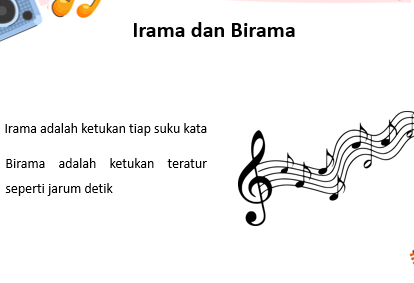 Irama dan Birama
Irama adalah ketukan tiap suku kata
Birama adalah ketukan teratur
seperti jarum detik